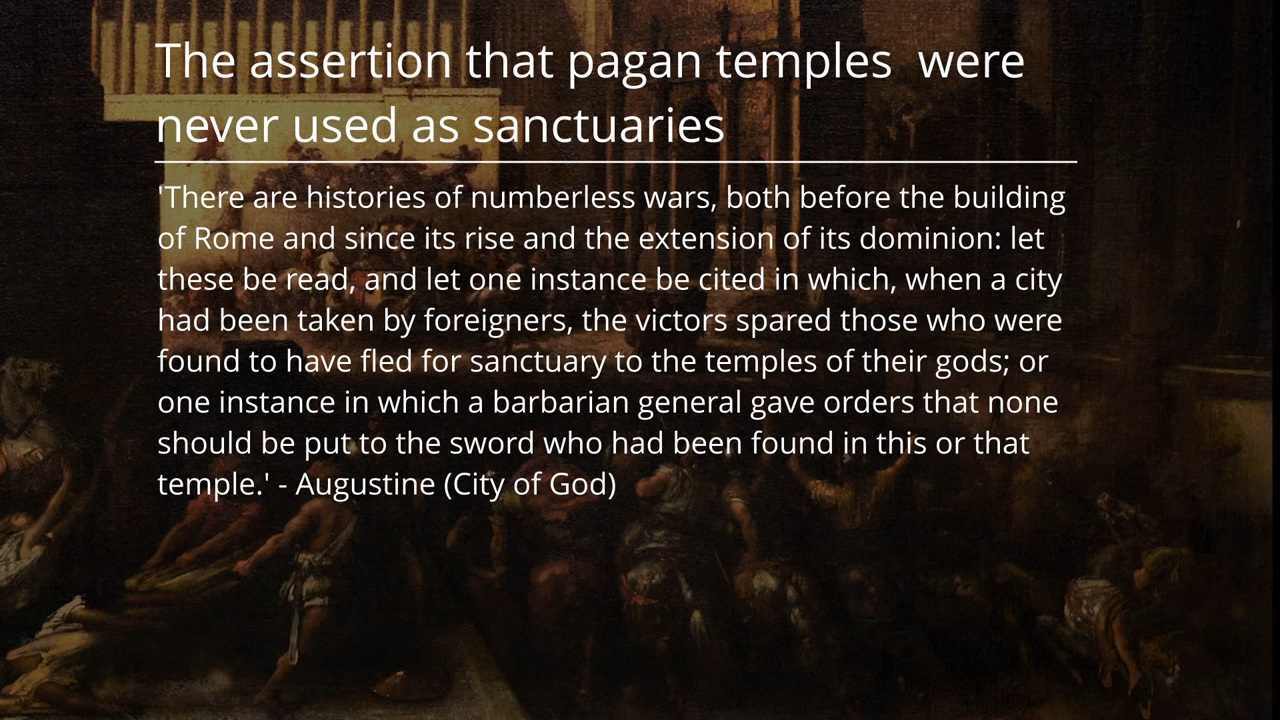 The assertion that pagan temples  were
never used as sanctuaries
'There are histories of numberless wars, both before the building
of Rome and since its rise and the extension of its dominion: let
these be read, and let one instance be cited in which, when a city
had been taken by foreigners, the victors spared those who were
found to have fled for sanctuary to the temples of their gods; or
one instance in which a barbarian general gave orders that none
should be put to the sword who had been found in this or that
temple.' - Augustine (City of God)